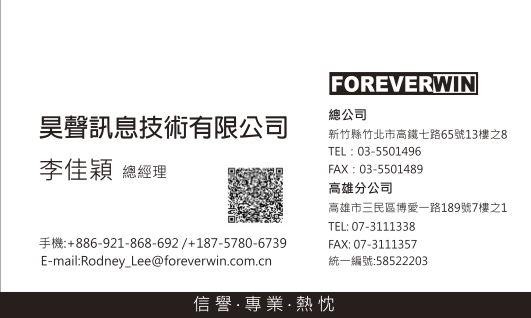 FOREVERWIN
昊聲訊息技術有限公司
李佳穎 總經理
手機:+886-921-868-692 /+187-5780-6739
E-mail:Rodney_Lee@foreverwin.com.cn
總公司
新竹縣竹北市高鐵七路65號13樓之8
TEL：03-5501496
FAX：03-5501489
高雄分公司
高雄市三民區博愛一路189號7樓之1
TEL: 07-3111338
FAX: 07-3111357
統一編號:58522203
信譽·專業·熱忱